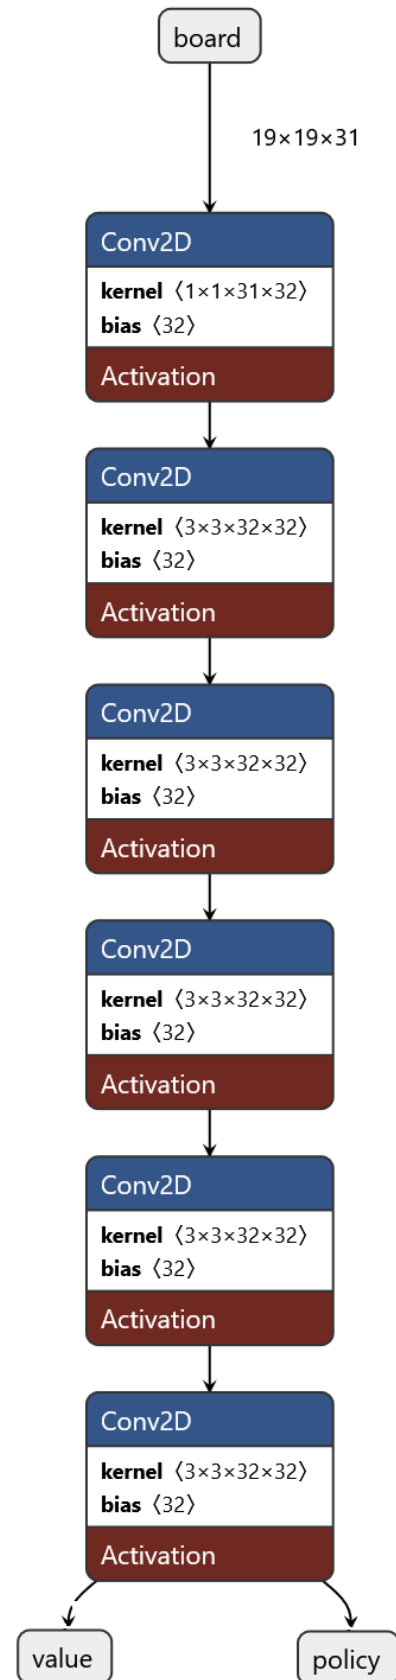 board
19×19×31
Conv2D
kernel〈1×1×31×32〉
bias〈32〉
Activation
Conv2D
kernel〈3×3×32×32〉
bias〈32〉
Activation
Conv2D
kernel〈3×3×32×32〉
bias〈32〉
Activation
Conv2D
kernel〈3×3×32×32〉
bias〈32〉
Activation
Conv2D
kernel〈3×3×32×32〉
bias〈32〉
Activation
Conv2D
kernel〈3×3×32×32〉
bias〈32〉
Activation
value
policy